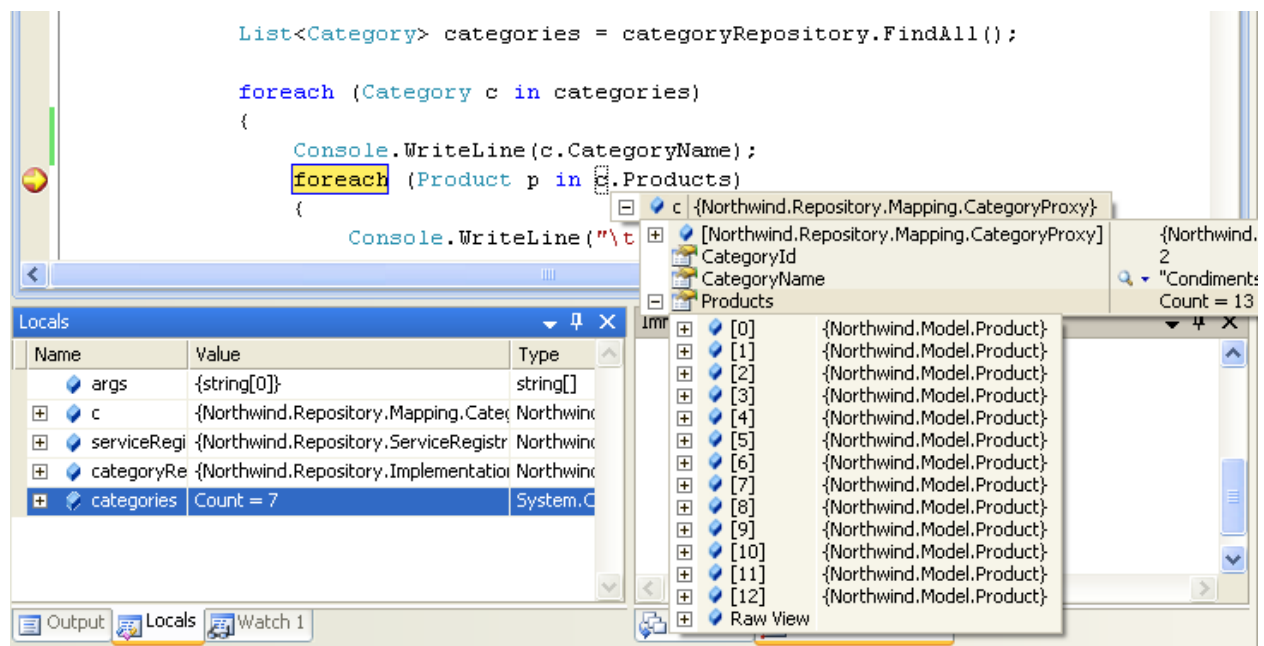 List<Category> categories = categoryRepository.FindAll();
foreach (Category c in categories)
{
Console.WriteLine(c.CategoryName);
foreach (Product p in c.Products)
{
Console.WriteLine("\t
c {Northwind.Repository.Mapping.CategoryProxy}
[Northwind.Repository.Mapping.CategoryProxy] {Northwind.
CategoryId 2
CategoryName "Condiments
Products Count = 13
[0] {Northwind.Model.Product}
[1] {Northwind.Model.Product}
[2] {Northwind.Model.Product}
[3] {Northwind.Model.Product}
[4] {Northwind.Model.Product}
[5] {Northwind.Model.Product}
[6] {Northwind.Model.Product}
[7] {Northwind.Model.Product}
[8] {Northwind.Model.Product}
[9] {Northwind.Model.Product}
[10] {Northwind.Model.Product}
[11] {Northwind.Model.Product}
[12] {Northwind.Model.Product}
Raw View
Locals
Name Value Type
args {string[0]} string[]
c {Northwind.Repository.Mapping.Categ Northwind
serviceRegi {Northwind.Repository.ServiceRegistr Northwind
categoryRe {Northwind.Repository.Implementation Northwind
categories Count = 7 System.C
Output Locals Watch 1